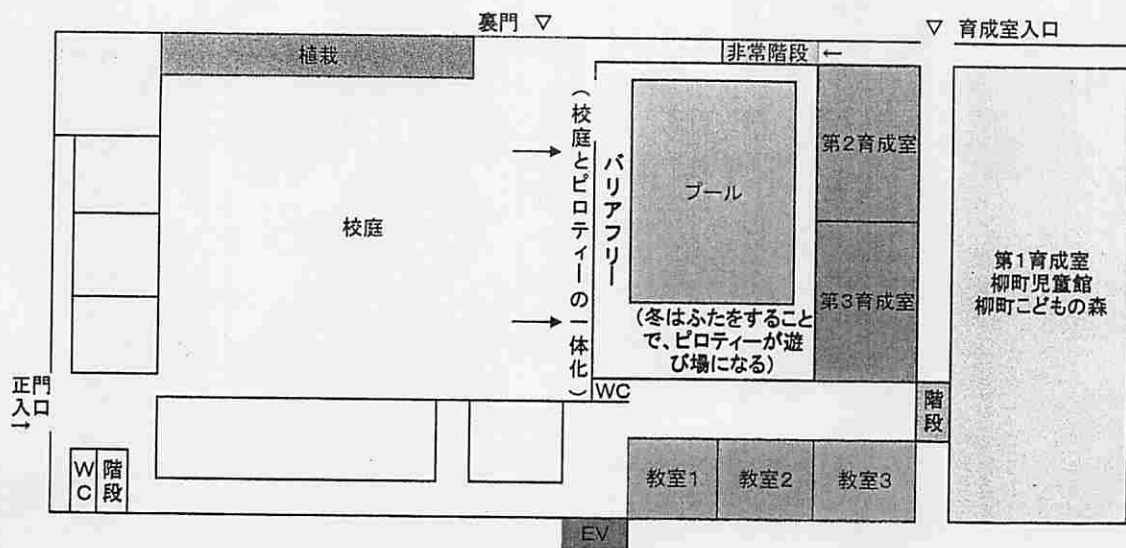 裏門 ▽
▽ 育成室入口
植栽
非常階段 ←
(校庭とピロティーの一体化)
バリアフリー
プール
第2育成室
校庭
→
→
第3育成室
第1育成室
柳町児童館
柳町こどもの森
(冬はふたをすること
で、ピロティーが遊
び場になる)
正門
入口
→
WC
階段
WC
階段
教室1
教室2
教室3
EV